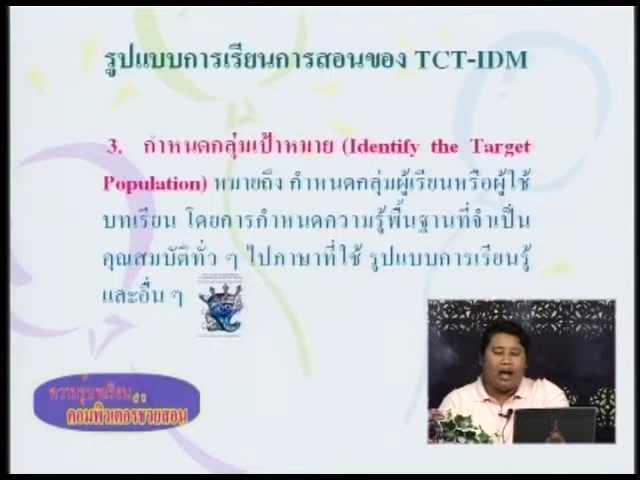 รูปแบบการเรียนการสอนของ TCT-IDM
3. กำหนดกลุ่มเป้าหมาย (Identify the Target
Population) หมายถึง กำหนดกลุ่มผู้เรียนหรือผู้ใช้
บทเรียน โดยการกำหนดความรู้พื้นฐานที่จำเป็น
คุณสมบัติทั่ว ๆ ไปภาษาที่ใช้ รูปแบบการเรียนรู้
และอื่น ๆ
ความรู้บทเรียน
คอมพิวเตอร์ช่วยสอน